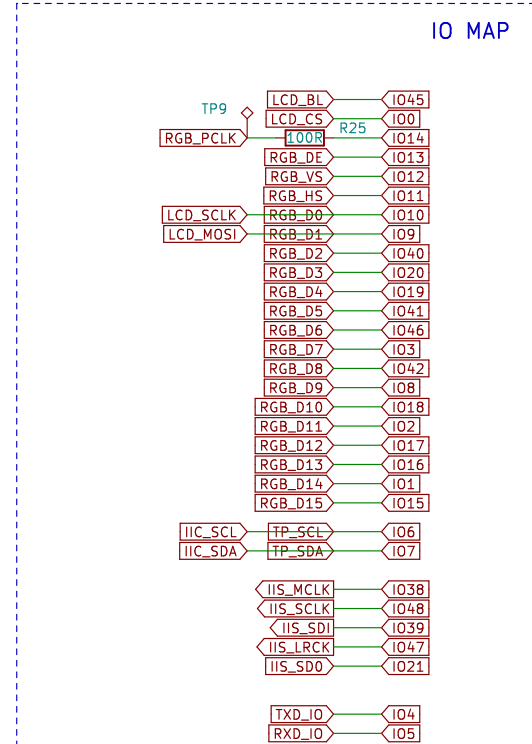 IO MAP
LCD_BL IO45
TP9 LCD_CS IO0
RGB_PCLK 100R R25 IO14
RGB_DE IO13
RGB_VS IO12
RGB_HS IO11
LCD_SCLK RGB_D0 IO10
LCD_MOSI RGB_D1 IO9
RGB_D2 IO40
RGB_D3 IO20
RGB_D4 IO19
RGB_D5 IO41
RGB_D6 IO46
RGB_D7 IO3
RGB_D8 IO42
RGB_D9 IO8
RGB_D10 IO18
RGB_D11 IO2
RGB_D12 IO17
RGB_D13 IO16
RGB_D14 IO1
RGB_D15 IO15
IIC_SCL TP_SCL IO6
IIC_SDA TP_SDA IO7
IIS_MCLK IO38
IIS_SCLK IO48
IIS_SDI IO39
IIS_LRCK IO47
IIS_SD0 IO21
TXD_IO IO4
RXD_IO IO5